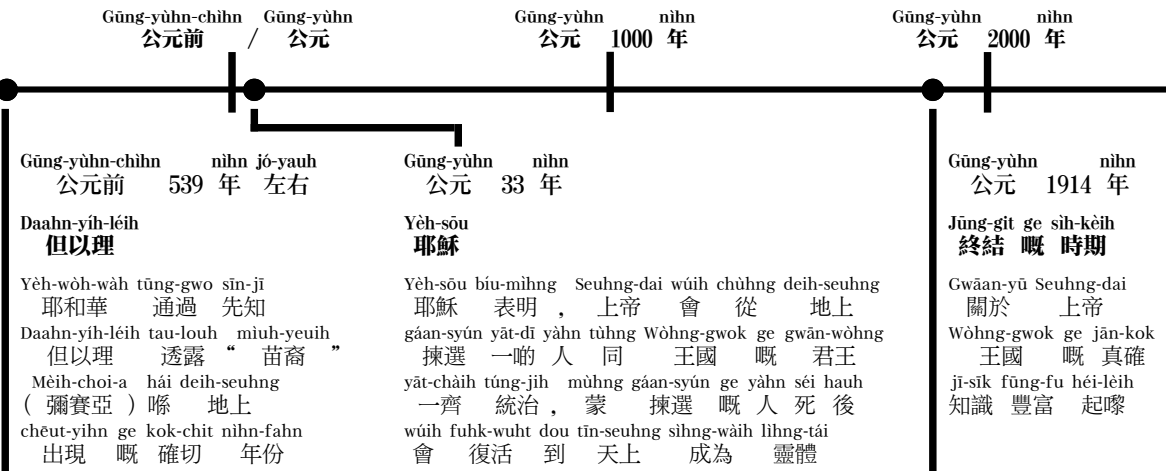 Gūng-yùhn-chìhn Gūng-yùhn
公元前 / 公元
Gūng-yùhn nìhn
公元 1000 年
Gūng-yùhn nìhn
公元 2000 年
Gūng-yùhn-chìhn nìhn jó-yauh
公元前 539 年 左右
Daahn-yíh-léih
但以理
Yèh-wòh-wàh tūng-gwo sīn-jī
耶和華 通過 先知
Daahn-yíh-léih tau-louh mìuh-yeuih
但以理 透露 “ 苗裔 ”
Mèih-choi-a hái deih-seuhng
( 彌賽亞 ) 喺 地上
chēut-yihn ge kok-chit nìhn-fahn
出現 嘅 確切 年份
Gūng-yùhn nìhn
公元 33 年
Yèh-sōu
耶穌
Yèh-sōu bíu-mìhng Seuhng-dai wúih chùhng deih-seuhng
耶穌 表明 , 上帝 會 從 地上
gáan-syún yāt-dī yàhn tùhng Wòhng-gwok ge gwān-wòhng
揀選 一啲 人 同 王國 嘅 君王
yāt-chàih túng-jih mùhng gáan-syún ge yàhn séi hauh
一齊 統治 , 蒙 揀選 嘅 人 死 後
wúih fuhk-wuht dou tīn-seuhng sìhng-wàih lìhng-tái
會 復活 到 天上 成為 靈體
Gūng-yùhn nìhn
公元 1914 年
Jūng-git ge sìh-kèih
終結 嘅 時期
Gwāan-yū Seuhng-dai
關於 上帝
Wòhng-gwok ge jān-kok
王國 嘅 真確
jī-sīk fūng-fu héi-lèih
知識 豐富 起嚟